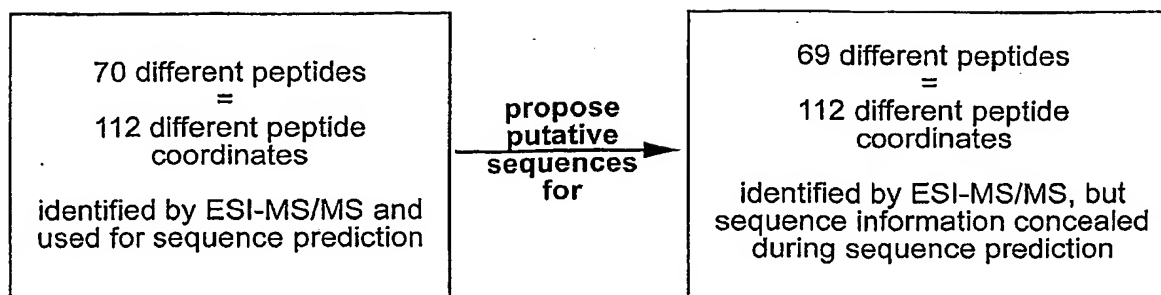 70 different peptides
=
112 different peptide
coordinates
identified by ESI-MS/MS and
used for sequence prediction
propose
putative
sequences
for
69 different peptides
=
112 different peptide
coordinates
identified by ESI-MS/MS, but
sequence information concealed
during sequence prediction